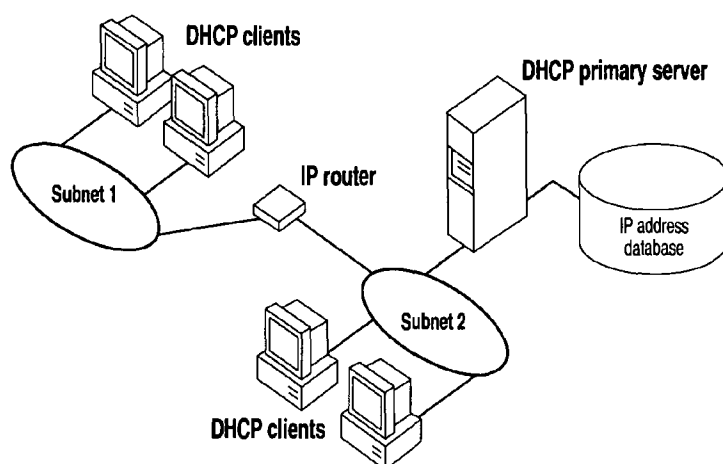 DHCP clients
DHCP primary server
Subnet 1
IP router
IP address
database
Subnet 2
DHCP clients